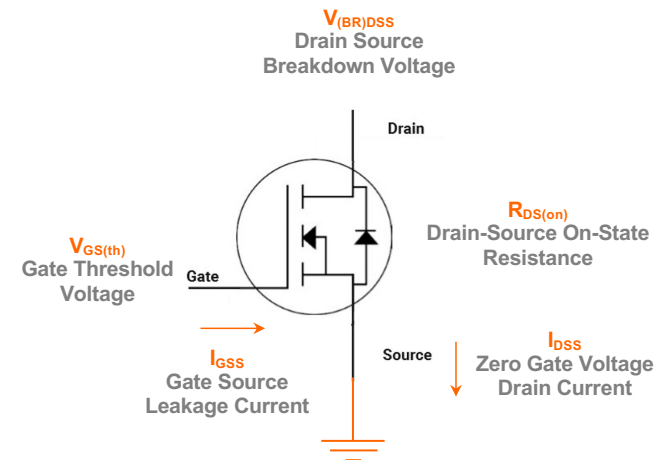 V(BR)DSS
Drain Source
Breakdown Voltage
Drain
RDS(on)
Drain-Source On-State
Resistance
VGS(th)
Gate Threshold
Voltage
Gate
IGSS
Gate Source
Leakage Current
Source
IDSS
Zero Gate Voltage
Drain Current